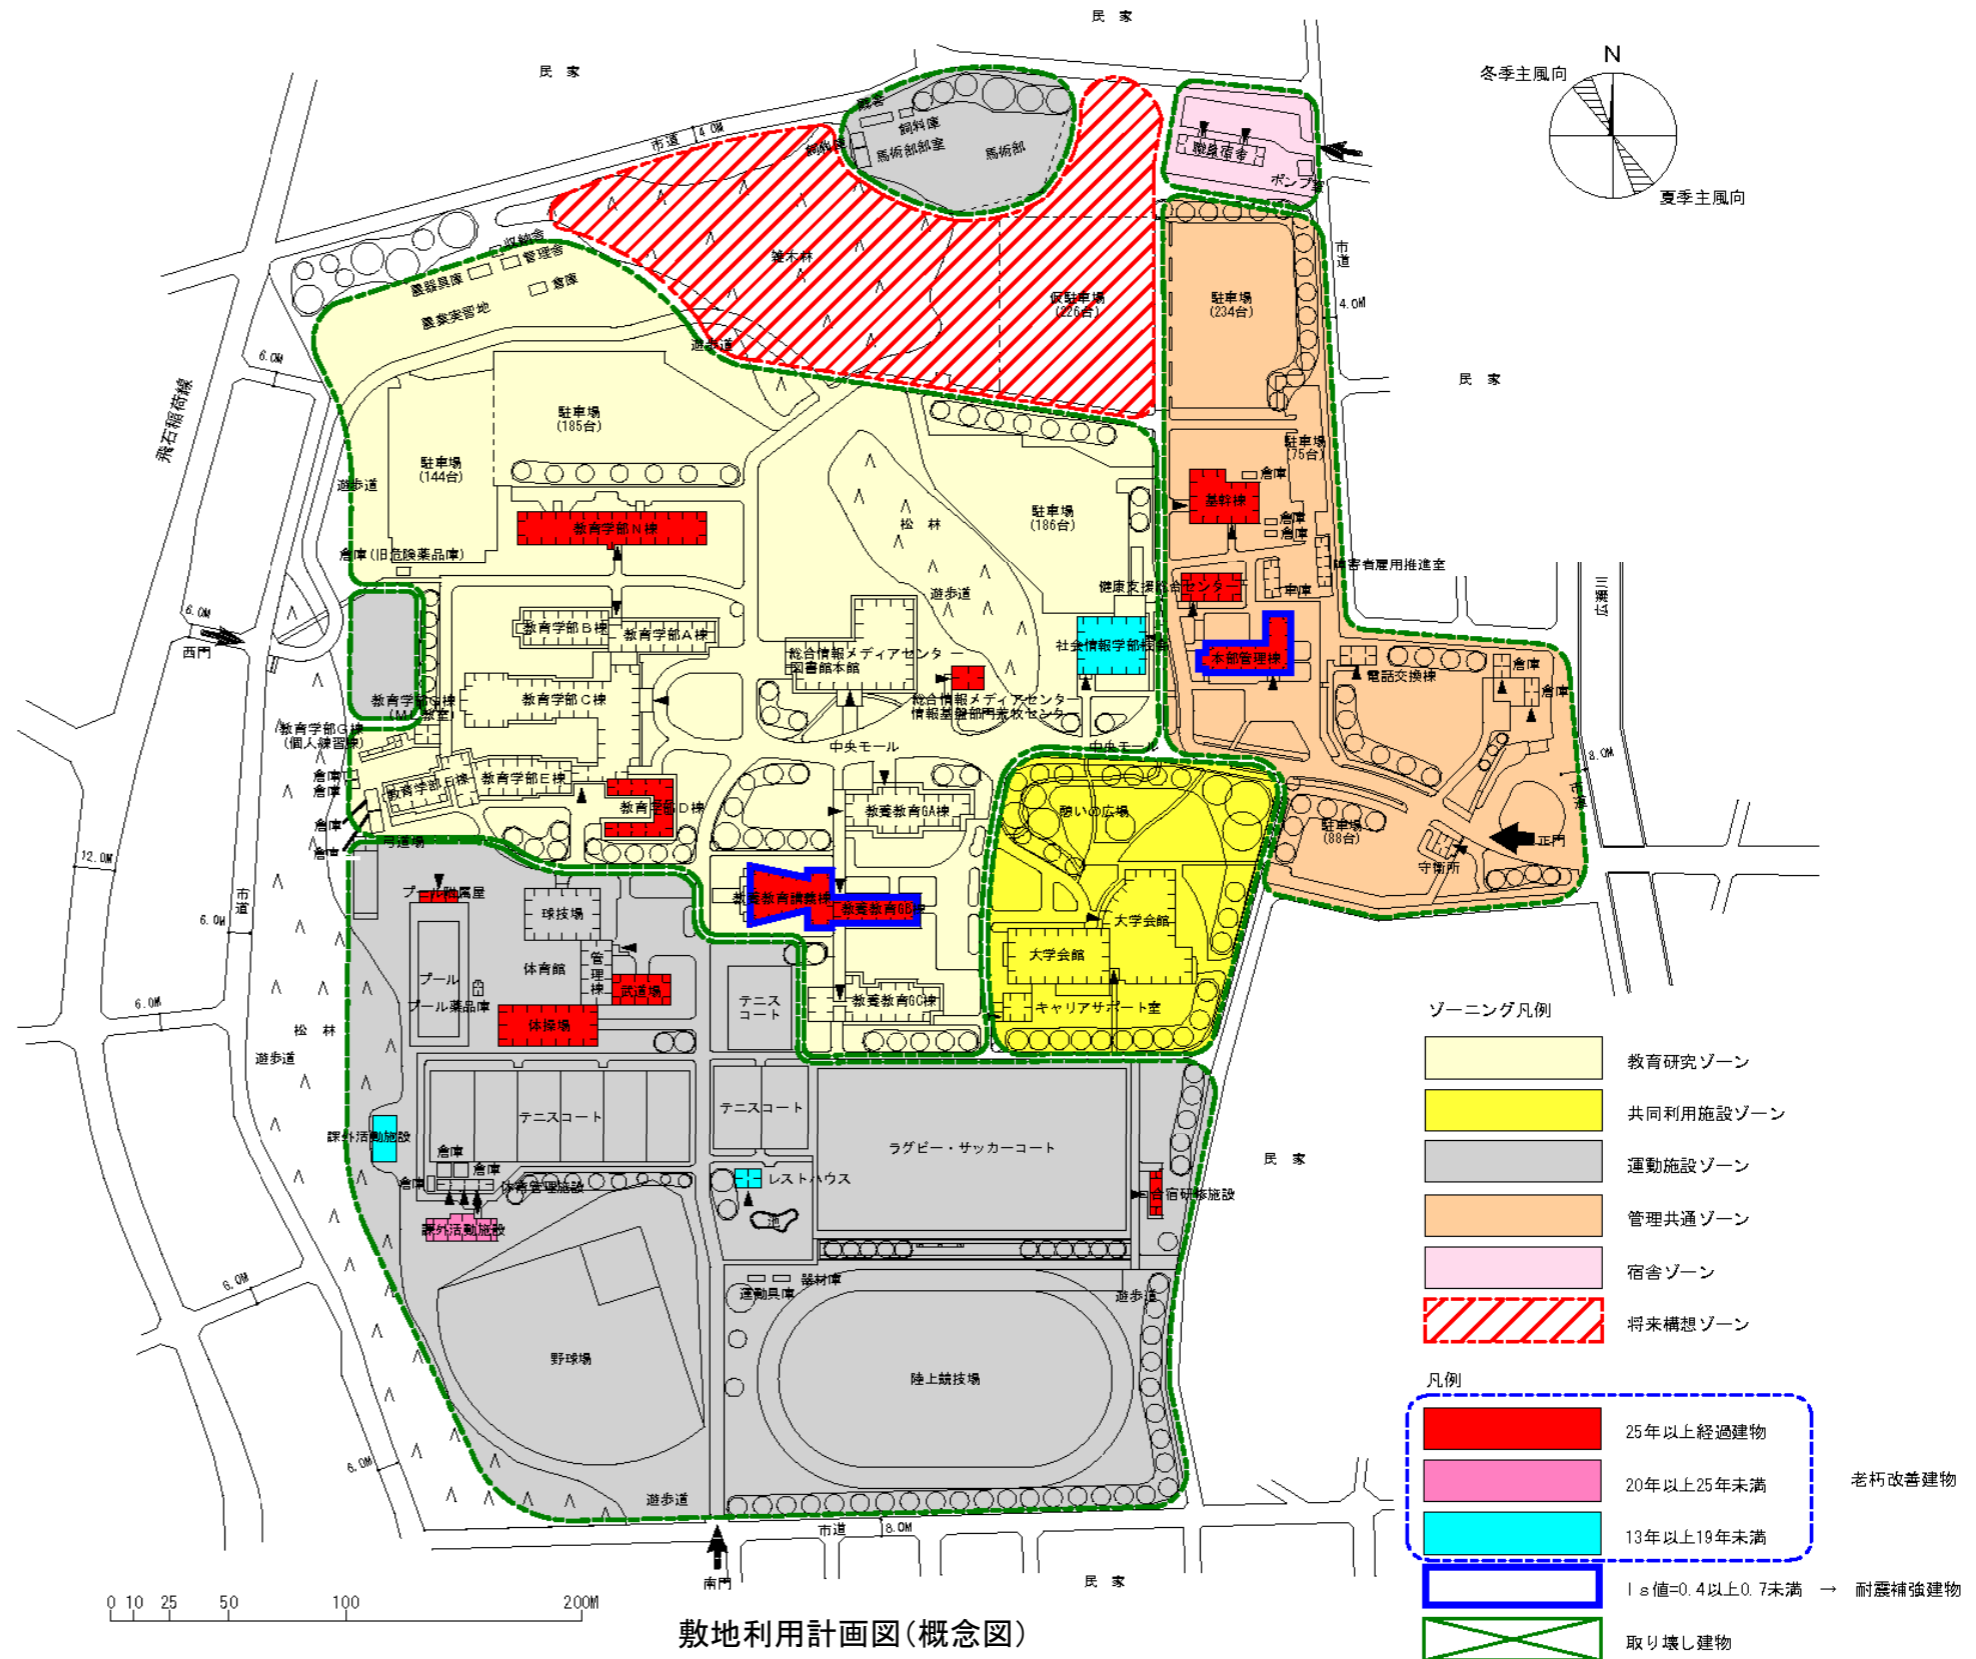 民 家
民 家
N
冬季主風向
夏季主風向
市道
4.0M
飼料庫
馬術部部室
馬術部
職員宿舎
ポンプ室
収納舎
管理舎
農器具庫
倉庫
農業実習地
雑木林
仮駐車場
(226台)
駐車場
(234台)
市道
4.0M
遊歩道
6.0M
飛石稲荷線
民 家
駐車場
(185台)
駐車場
(144台)
遊歩道
駐車場
(75台)
倉庫
基幹棟
倉庫
倉庫
教育学部N棟
松 林
駐車場
(186台)
倉庫(旧危険薬品庫)
障害者雇用推進室
健康支援総合センター
車庫
遊歩道
広瀬川
6.0M
西門
教育学部B棟
教育学部A棟
総合情報メディアセンター
図書館本館
社会情報学部校舎
本部管理棟
電話交換棟
倉庫
倉庫
教育学部C棟
教育学部G棟
(ML教室)
総合情報メディアセンター
情報基盤部門荒牧センター
教育学部G棟
(個人練習棟)
中央モール
中央モール
8.0M
市道
倉庫
倉庫
教育学部F棟
教育学部E棟
教育学部D棟
教養教育GA棟
憩いの広場
駐車場
(88台)
正門
守衛所
倉庫
弓道場
倉庫
12.0M
プール附属屋
教養教育講義棟
教養教育GB棟
市道
6.0M
球技場
大学会館
体育館
管理棟
大学会館
プール
武道場
プール薬品庫
テニス
コート
教養教育GC棟
キャリアサポート室
体操場
6.0M
松 林
遊歩道
ゾーニング凡例
教育研究ゾーン
共同利用施設ゾーン
運動施設ゾーン
管理共通ゾーン
宿舎ゾーン
将来構想ゾーン
テニスコート
テニスコート
課外活動施設
ラグビー・サッカーコート
民 家
倉庫
倉庫
倉庫
体育管理施設
レストハウス
合宿研修施設
池
課外活動施設
6.0M
器材庫
運動具庫
遊歩道
野球場
陸上競技場
凡例
25年以上経過建物
20年以上25年未満
13年以上19年未満
老朽改善建物
Is値=0.4以上0.7未満 → 耐震補強建物
取り壊し建物
6.0M
遊歩道
市道
8.0M
南門
民 家
0 10 25 50 100 200M
敷地利用計画図(概念図)